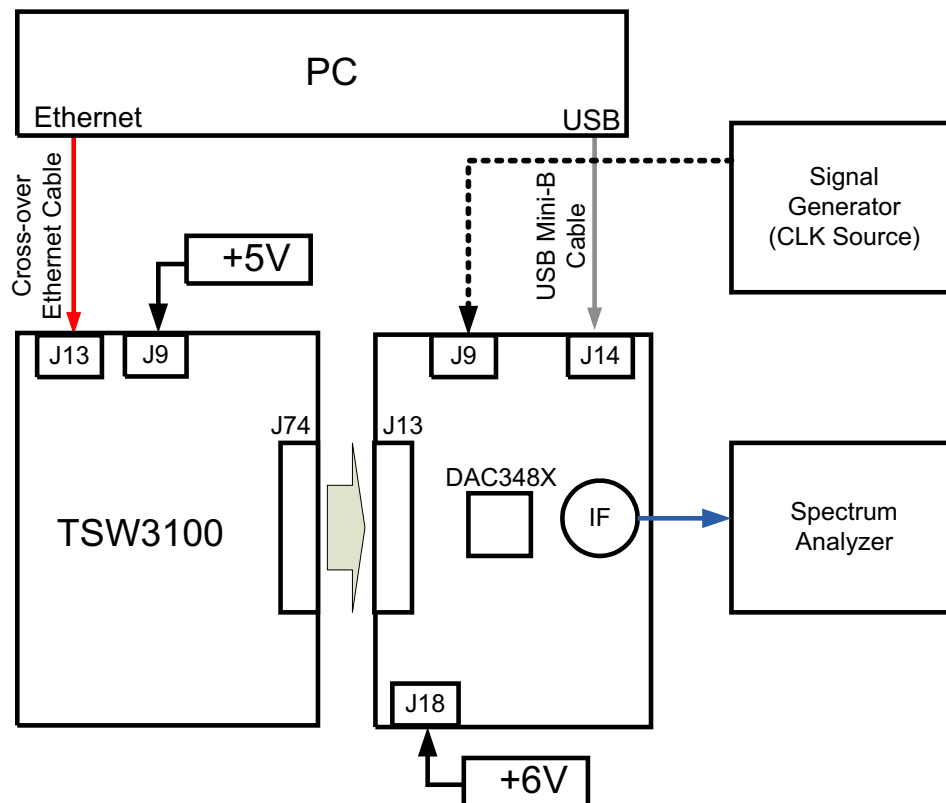 PC
Ethernet
USB
Cross-over
Ethernet Cable
USB Mini-B
Cable
Signal
Generator
(CLK Source)
+5V
J13
J9
J9
J14
J74
J13
DAC348X
IF
TSW3100
Spectrum
Analyzer
J18
+6V